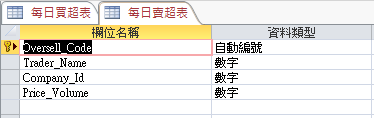 每日買超表 每日賣超表
欄位名稱 資料類型
Oversell_Code 自動編號
Trader_Name 數字
Company_Id 數字
Price_Volume 數字